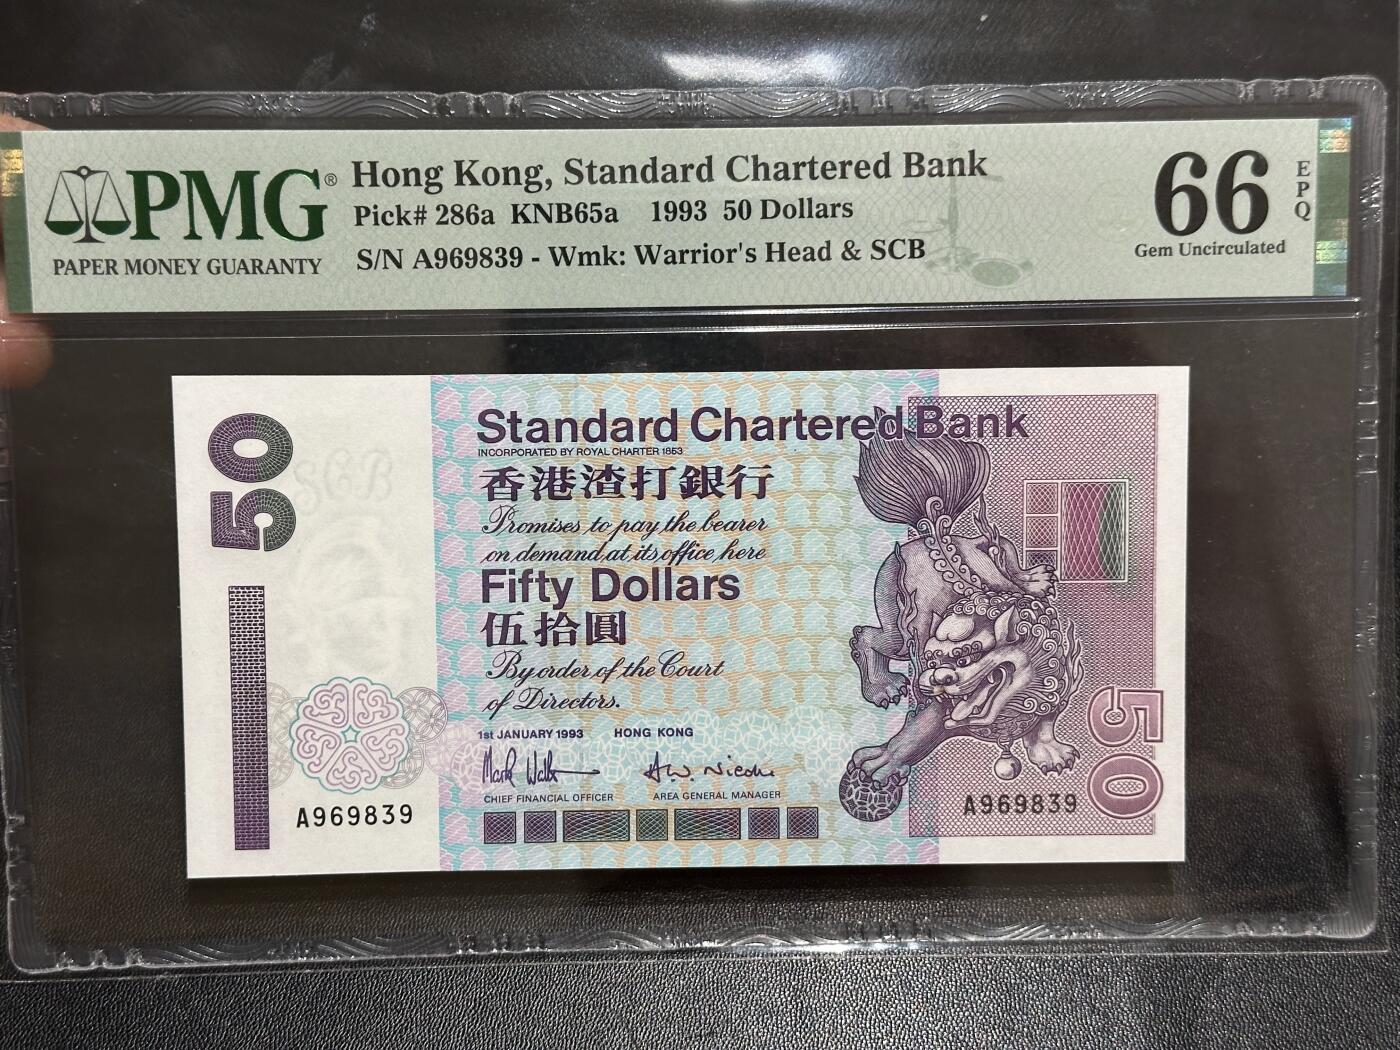 PMG®
PAPER MONEY GUARANTY
Hong Kong, Standard Chartered Bank
Pick# 286a KNB65a 1993 50 Dollars
S/N A969839 - Wmk: Warrior's Head & SCB
66
EPQ
Gem Uncirculated
50
SCB
Standard Chartered Bank
INCORPORATED BY ROYAL CHARTER 1853
香港渣打銀行
Promises to pay the bearer
on demand at its office here
Fifty Dollars
伍拾圓
By order of the Court
of Directors.
1st JANUARY 1993 HONG KONG
CHIEF FINANCIAL OFFICER AREA GENERAL MANAGER
A969839
A969839
50